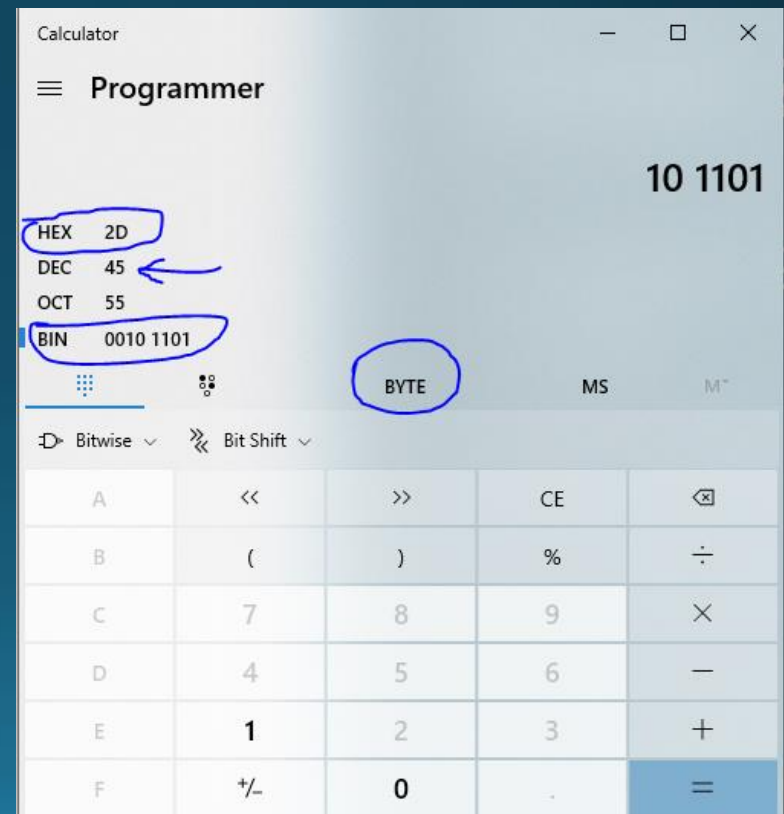 Calculator
Programmer
10 1101
HEX 2D
DEC 45
OCT 55
BIN 0010 1101
BYTE MS M˅
Bitwise Bit Shift
A << >> CE
B ( ) % ÷
C 7 8 9 ×
D 4 5 6 −
E 1 2 3 +
F +/− 0 . =